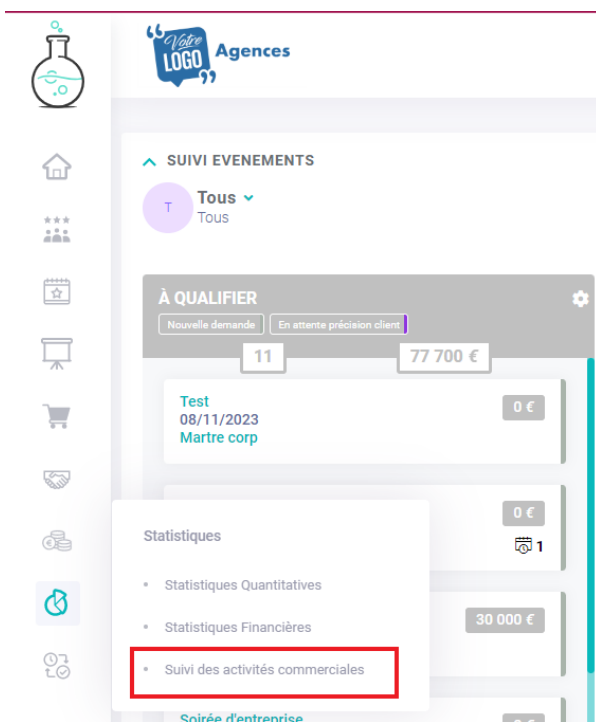 Votre
LOGO
Agences
SUIVI EVENEMENTS
T
Tous
Tous
À QUALIFIER
Nouvelle demande
En attente précision client
11
77 700 €
Test
0 €
08/11/2023
Martre corp
0 €
1
Statistiques
Statistiques Quantitatives
Statistiques Financières
30 000 €
Suivi des activités commerciales
Soirée d'entreprise
0 €